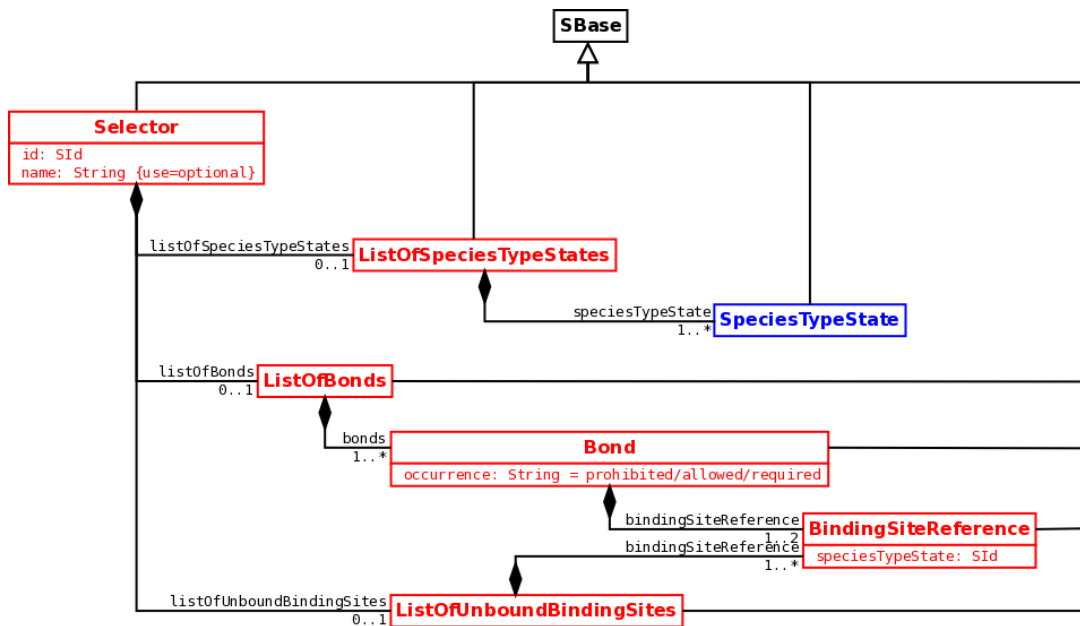 SBase
Selector
id: SId
name: String {use=optional}
listOfSpeciesTypeStates
0..1
ListOfSpeciesTypeStates
speciesTypeState
1..*
SpeciesTypeState
listOfBonds
0..1
ListOfBonds
bonds
1..*
Bond
occurrence: String = prohibited/allowed/required
bindingSiteReference
1..2
BindingSiteReference
speciesTypeState: SId
bindingSiteReference
1..*
listOfUnboundBindingSites
0..1
ListOfUnboundBindingSites